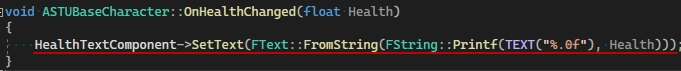 void ASTUBaseCharacter::OnHealthChanged(float Health)
{
HealthTextComponent->SetText(FText::FromString(FString::Printf(TEXT("%.0f"), Health)));
}